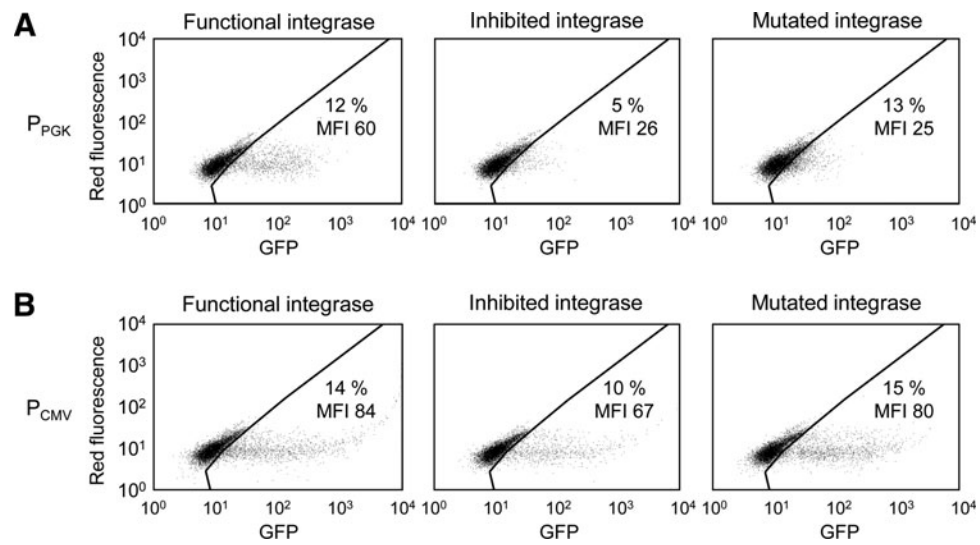 A
Functional integrase
Inhibited integrase
Mutated integrase
P_PGK
Red fluorescence
10⁴
10³
10²
10¹
10⁰
12 %
MFI 60
5 %
MFI 26
13 %
MFI 25
10⁰ 10¹ 10² 10³ 10⁴
10⁰ 10¹ 10² 10³ 10⁴
10⁰ 10¹ 10² 10³ 10⁴
GFP
GFP
GFP
B
Functional integrase
Inhibited integrase
Mutated integrase
P_CMV
Red fluorescence
10⁴
10³
10²
10¹
10⁰
14 %
MFI 84
10 %
MFI 67
15 %
MFI 80
10⁰ 10¹ 10² 10³ 10⁴
10⁰ 10¹ 10² 10³ 10⁴
10⁰ 10¹ 10² 10³ 10⁴
GFP
GFP
GFP